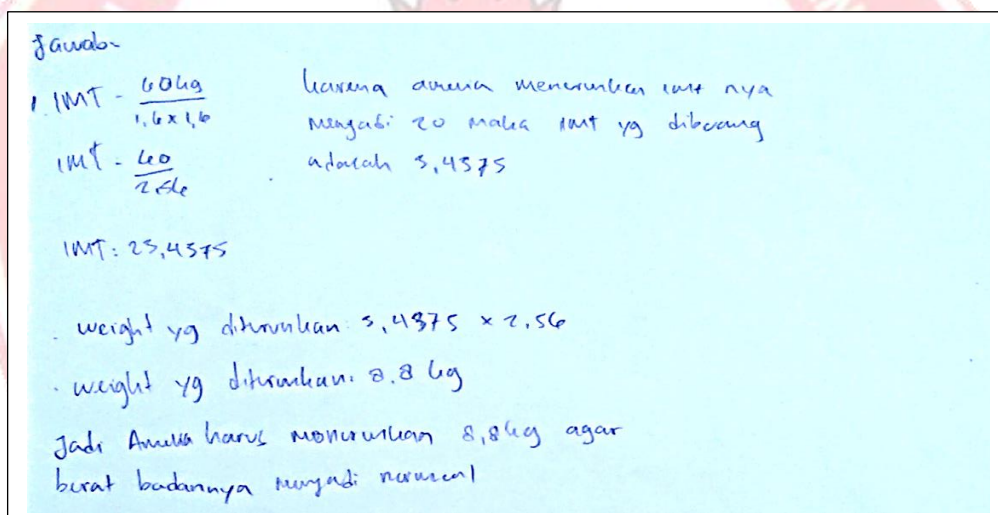 Jawab-
1. IMT - 60kg / 1,6 x 1,6
karena amelia menurunkan imt nya
menjadi 20 maka imt yg dibuang
adalah 3,4375
IMT - 60 / 2.56
IMT: 23,4375
. weight yg diturunkan: 3,4375 x 2,56
. weight yg diturunkan: 8.8 kg
Jadi Amelia harus menurunkan 8,8 kg agar
berat badannya menjadi normal